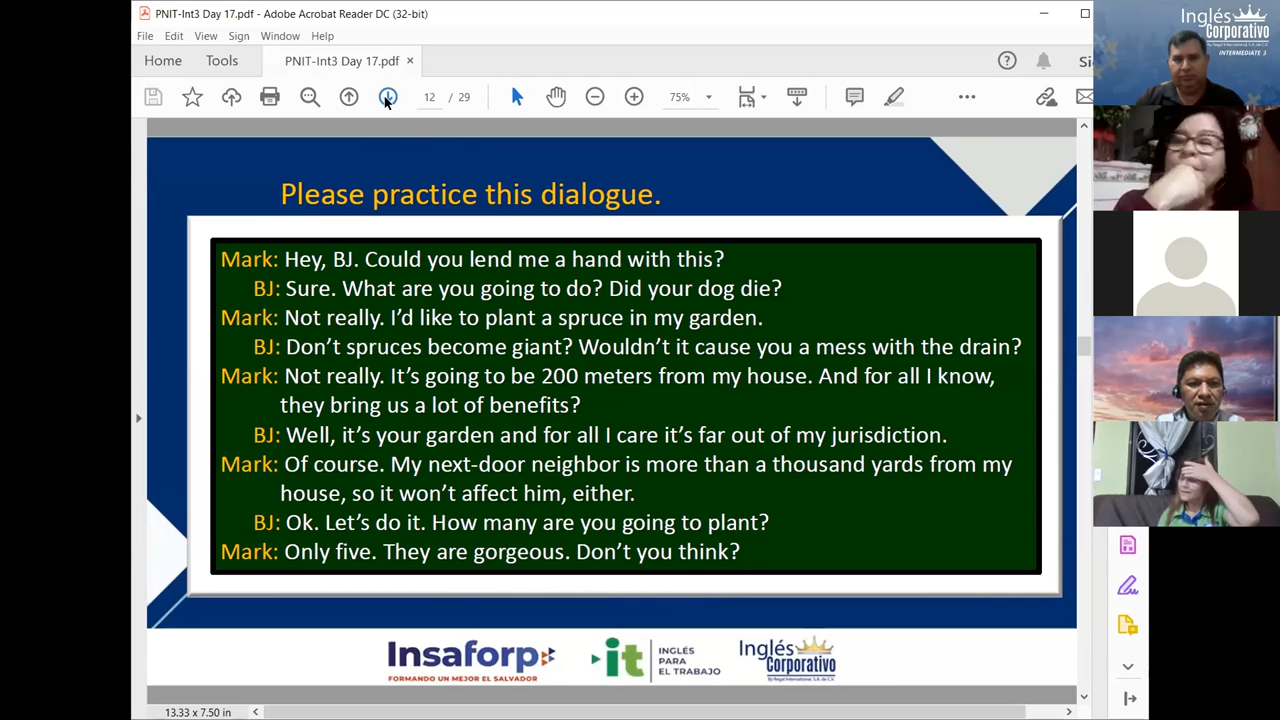 PNIT-Int3 Day 17.pdf - Adobe Acrobat Reader DC (32-bit)
File Edit View Sign Window Help
Home Tools PNIT-Int3 Day 17.pdf × Si
12 / 29 75%
Inglés
Corporativo
By Regal International, S.A. de C.V.
INTERMEDIATE 3
Please practice this dialogue.
Mark: Hey, BJ. Could you lend me a hand with this?
BJ: Sure. What are you going to do? Did your dog die?
Mark: Not really. I’d like to plant a spruce in my garden.
BJ: Don’t spruces become giant? Wouldn’t it cause you a mess with the drain?
Mark: Not really. It’s going to be 200 meters from my house. And for all I know,
they bring us a lot of benefits?
BJ: Well, it’s your garden and for all I care it’s far out of my jurisdiction.
Mark: Of course. My next-door neighbor is more than a thousand yards from my
house, so it won’t affect him, either.
BJ: Ok. Let’s do it. How many are you going to plant?
Mark: Only five. They are gorgeous. Don’t you think?
Insaforp
FORMANDO UN MEJOR EL SALVADOR
it INGLÉS
PARA
EL TRABAJO
Inglés
Corporativo
By Regal International, S.A. de C.V.
13.33 x 7.50 in